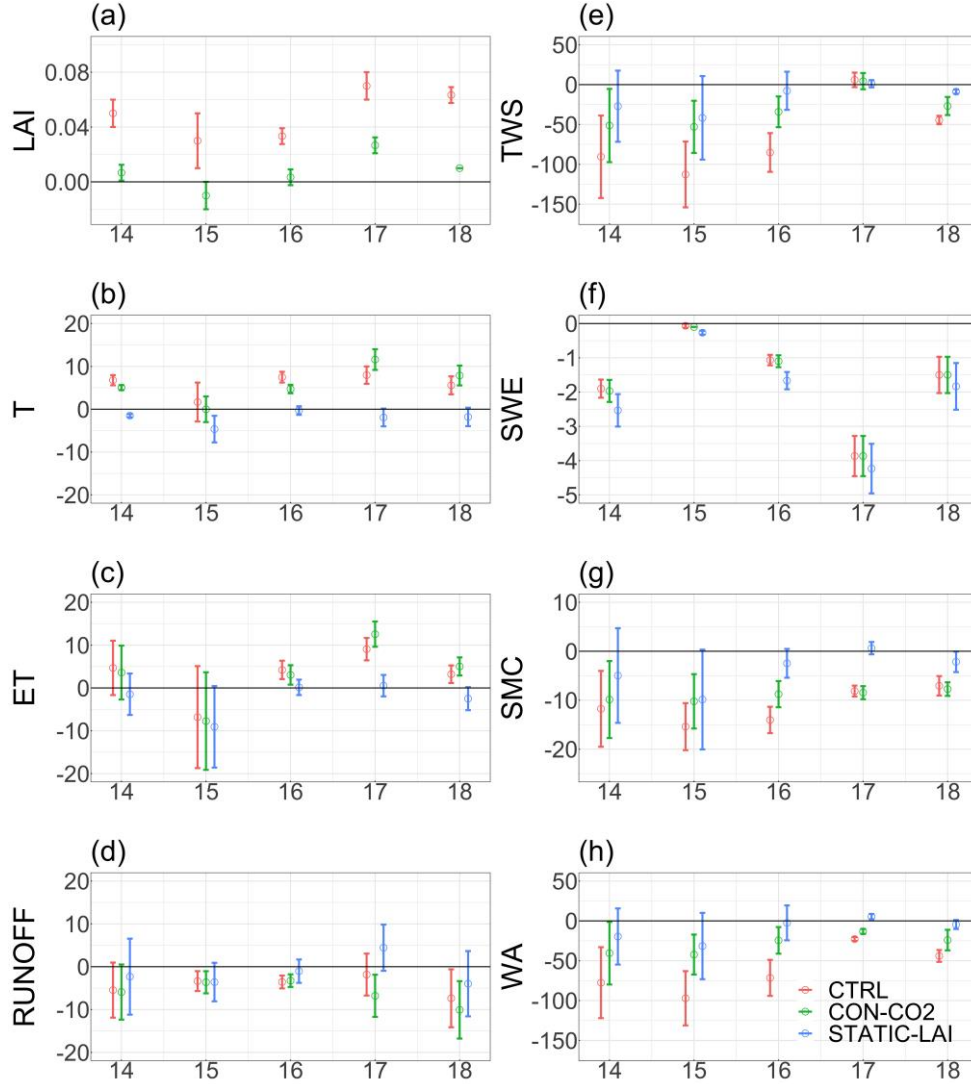 (a)
LAI
0.08
0.04
0.00
14 15 16 17 18
(b)
T
20
10
0
-10
-20
14 15 16 17 18
(c)
ET
20
10
0
-10
-20
14 15 16 17 18
(d)
RUNOFF
20
10
0
-10
-20
14 15 16 17 18
(e)
TWS
50
0
-50
-100
-150
14 15 16 17 18
(f)
SWE
0
-1
-2
-3
-4
-5
14 15 16 17 18
(g)
SMC
10
0
-10
-20
14 15 16 17 18
(h)
WA
50
0
-50
-100
-150
14 15 16 17 18
CTRL
CON-CO2
STATIC-LAI